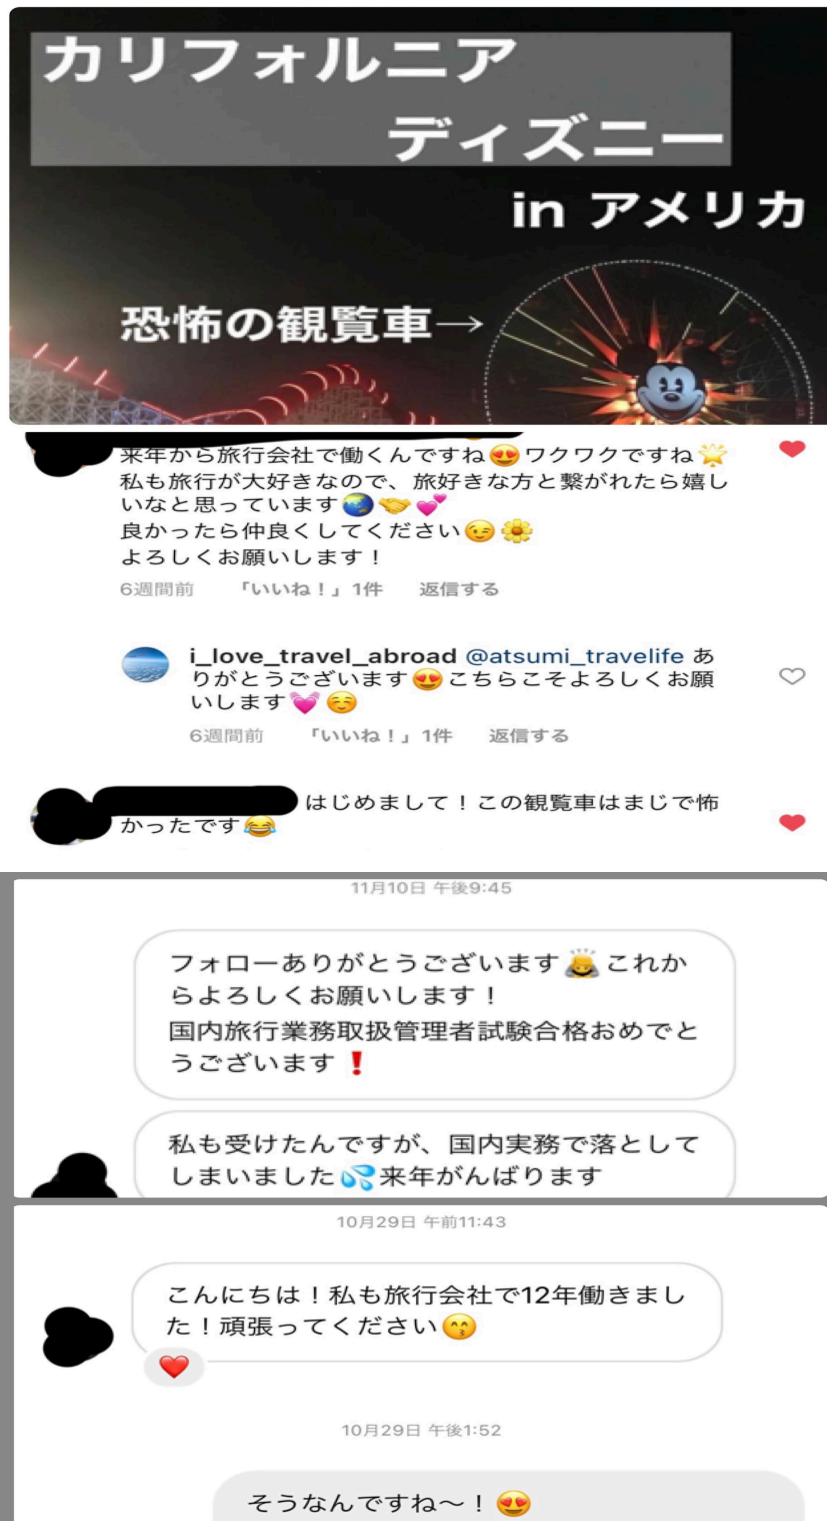 カリフォルニア
ディズニー
in アメリカ
恐怖の観覧車→
来年から旅行会社で働くんですね😍ワクワクですね🌟
私も旅行が大好きなので、旅好きな方と繋がれたら嬉し
いなと思っています🌏🤝💕
良かったら仲良くしてください😉🌼
よろしくお願いします！
6週間前 「いいね！」1件 返信する
i_love_travel_abroad @atsumi_travelife あ
りがとうございます😍こちらこそよろしくお願
いします💓☺️
6週間前 「いいね！」1件 返信する
はじめまして！この観覧車はまじで怖
かったです😂
11月10日 午後9:45
フォローありがとうございます🙇これか
らよろしくお願いします！
国内旅行業務取扱管理者試験合格おめでと
うございます❗
私も受けたんですが、国内実務で落として
しまいました💦来年がんばります
10月29日 午前11:43
こんにちは！私も旅行会社で12年働きまし
た！頑張ってください😙
❤️
10月29日 午後1:52
そうなんですね〜！😍